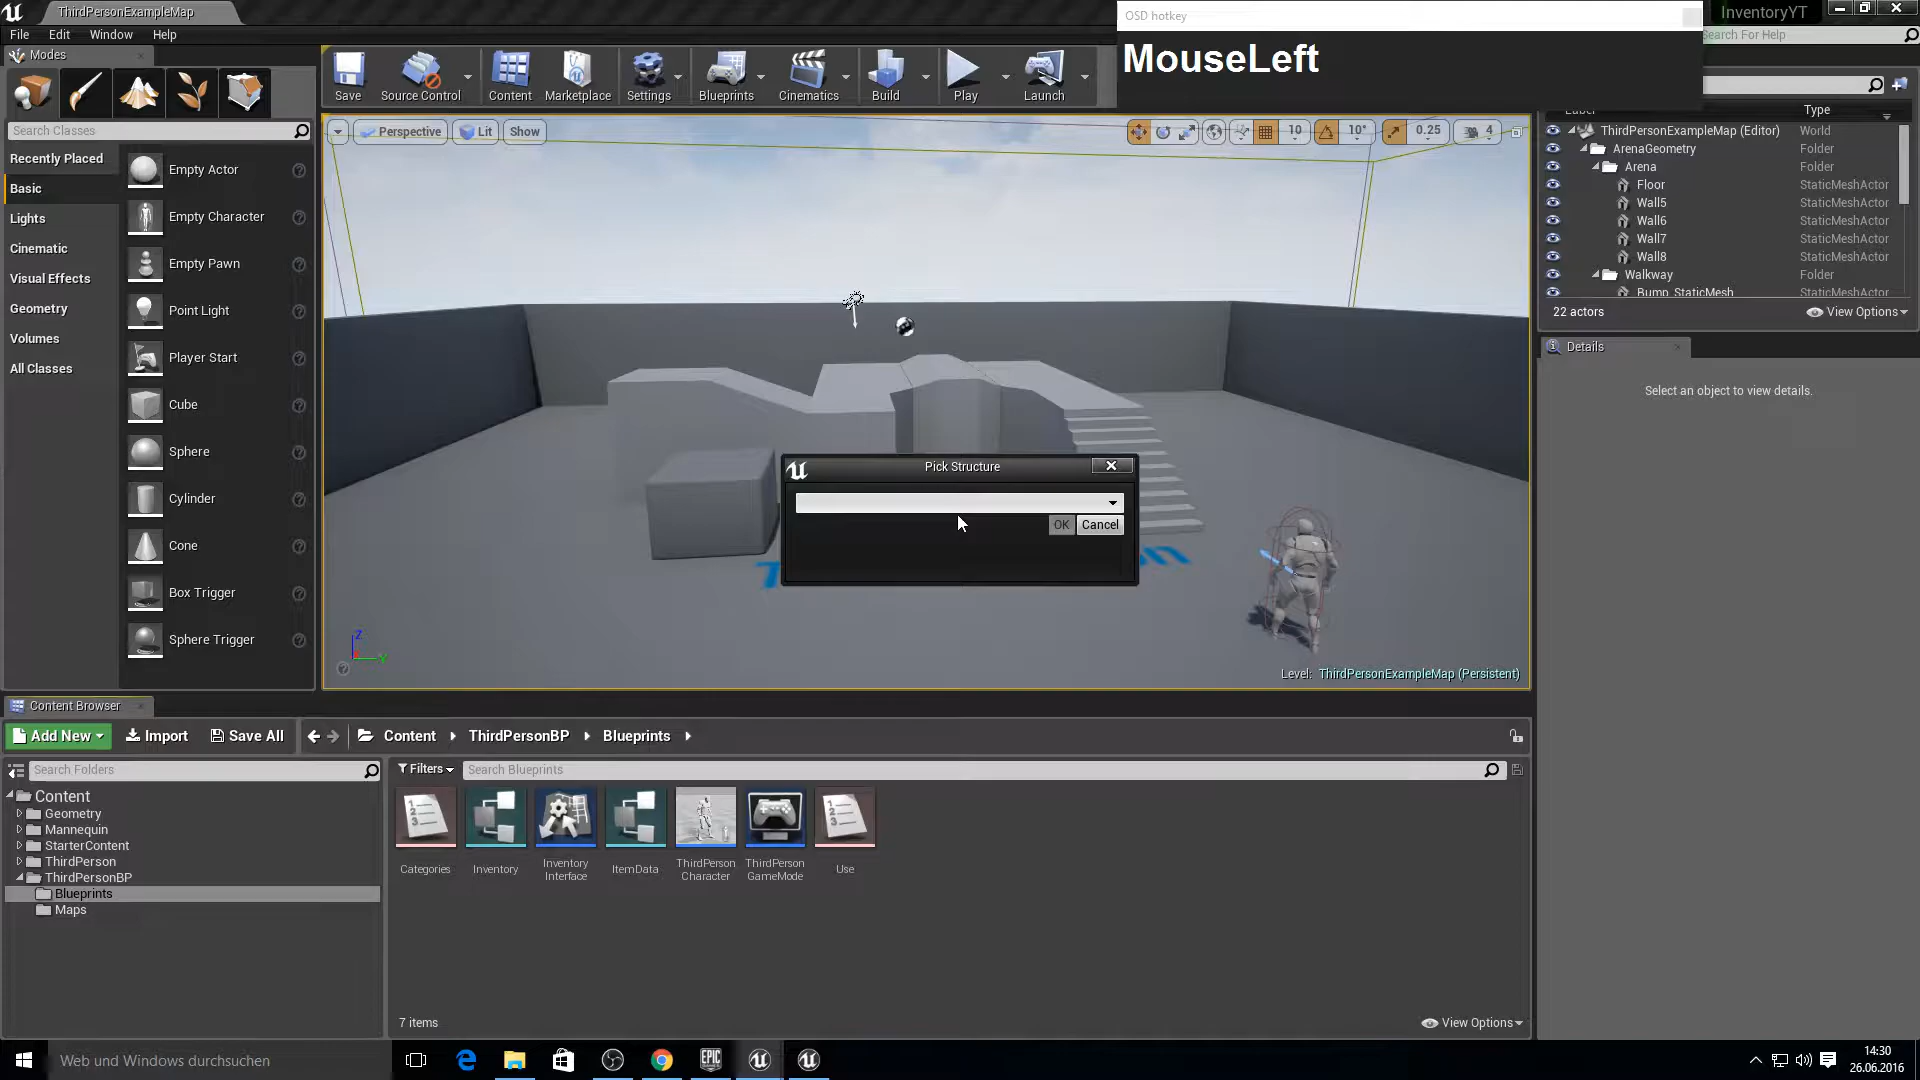 ThirdPersonExampleMap
OSD hotkey
InventoryYT
File Edit Window Help
MouseLeft
Search For Help
Modes
Save Source Control Content Marketplace Settings Blueprints Cinematics Build Play Launch
Search Classes
Perspective Lit Show 10 10° 0.25 4
Type
Recently Placed
Basic
Lights
Cinematic
Visual Effects
Geometry
Volumes
All Classes
Empty Actor
Empty Character
Empty Pawn
Point Light
Player Start
Cube
Sphere
Cylinder
Cone
Box Trigger
Sphere Trigger
ThirdPersonExampleMap (Editor) World
ArenaGeometry Folder
Arena Folder
Floor StaticMeshActor
Wall5 StaticMeshActor
Wall6 StaticMeshActor
Wall7 StaticMeshActor
Wall8 StaticMeshActor
Walkway Folder
Bump_StaticMesh StaticMeshActor
22 actors View Options
Details
Select an object to view details.
Pick Structure
OK Cancel
Z
Y
Level: ThirdPersonExampleMap (Persistent)
Content Browser
Add New Import Save All Content ThirdPersonBP Blueprints
Search Folders
Filters Search Blueprints
Content
Geometry
Mannequin
StarterContent
ThirdPerson
ThirdPersonBP
Blueprints
Maps
Categories
Inventory
Inventory
Interface
ItemData
ThirdPerson
Character
ThirdPerson
GameMode
Use
7 items View Options
Web und Windows durchsuchen
EPIC
14:30
26.06.2016